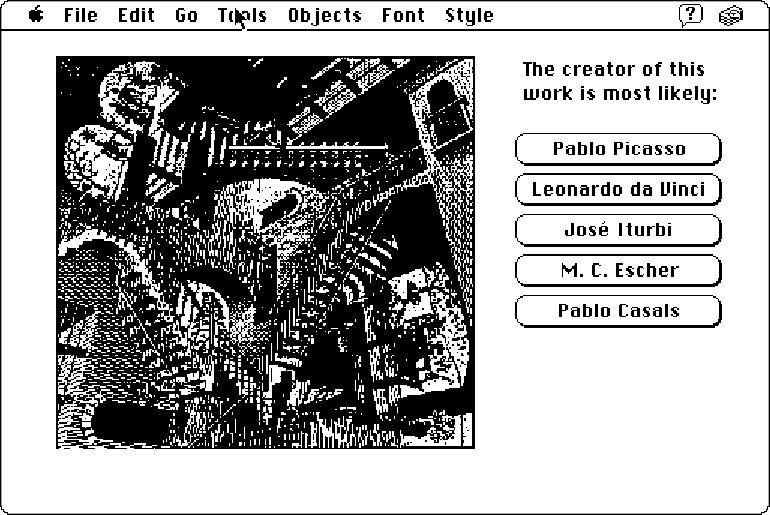 File Edit Go Tools Objects Font Style
The creator of this
work is most likely:
Pablo Picasso
Leonardo da Vinci
José Iturbi
M. C. Escher
Pablo Casals